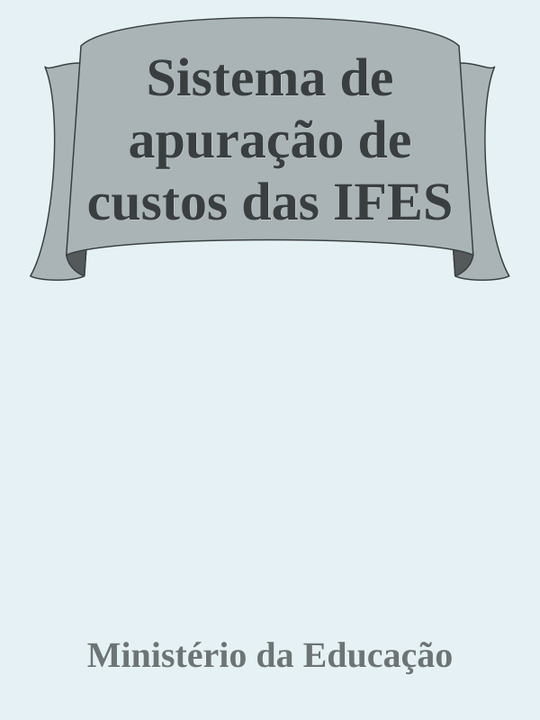 Sistema de
apuração de
custos das IFES
Ministério da Educação